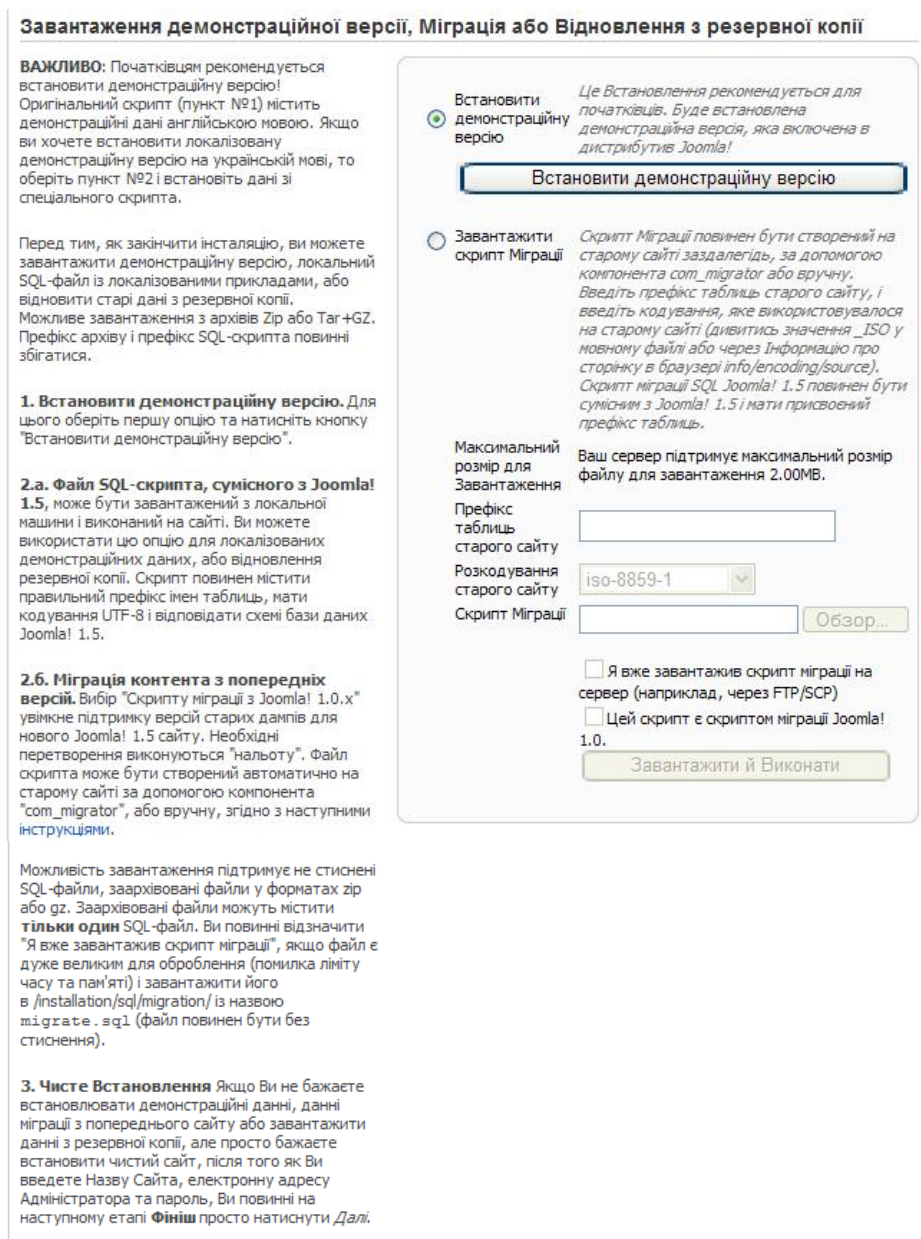 Завантаження демонстраційної версії, Міграція або Відновлення з резервної копії
ВАЖЛИВО: Початківцям рекомендується
встановити демонстраційну версію!
Оригінальний скрипт (пункт №1) містить
демонстраційні дані англійською мовою. Якщо
ви хочете встановити локалізовану
демонстраційну версію на українській мові, то
оберіть пункт №2 і встановіть дані зі
спеціального скрипта.
Перед тим, як закінчити інсталяцію, ви можете
завантажити демонстраційну версію, локальний
SQL-файл із локалізованими прикладами, або
відновити старі дані з резервної копії.
Можливе завантаження з архівів Zip або Tar+GZ.
Префікс архіву і префікс SQL-скрипта повинні
збігатися.
1. Встановити демонстраційну версію. Для
цього оберіть першу опцію та натисніть кнопку
"Встановити демонстраційну версію".
2.а. Файл SQL-скрипта, сумісного з Joomla!
1.5, може бути завантажений з локальної
машини і виконаний на сайті. Ви можете
використати цю опцію для локалізованих
демонстраційних даних, або відновлення
резервної копії. Скрипт повинен містити
правильний префікс імен таблиць, мати
кодування UTF-8 і відповідати схемі бази даних
Joomla! 1.5.
2.б. Міграція контента з попередніх
версій. Вибір "Скрипту міграції з Joomla! 1.0.x"
увімкне підтримку версій старих дампів для
нового Joomla! 1.5 сайту. Необхідні
перетворення виконуються "нальоту". Файл
скрипта може бути створений автоматично на
старому сайті за допомогою компонента
"com_migrator", або вручну, згідно з наступними
інструкціями.
Можливість завантаження підтримує не стиснені
SQL-файли, заархівовані файли у форматах zip
або gz. Заархівовані файли можуть містити
тільки один SQL-файл. Ви повинні відзначити
"Я вже завантажив скрипт міграції", якщо файл є
дуже великим для оброблення (помилка ліміту
часу та пам'яті) і завантажити його
в /installation/sql/migration/ із назвою
migrate.sql (файл повинен бути без
стиснення).
3. Чисте Встановлення Якщо Ви не бажаєте
встановлювати демонстраційні данні, данні
міграції з попереднього сайту або завантажити
данні з резервної копії, але просто бажаєте
встановити чистий сайт, після того як Ви
введете Назву Сайта, електронну адресу
Адміністратора та пароль, Ви повинні на
наступному етапі Фініш просто натиснути Далі.
Встановити
демонстраційну
версію
Це Встановлення рекомендується для
початківців. Буде встановлена
демонстраційна версія, яка включена в
дистрибутив Joomla!
Встановити демонстраційну версію
Завантажити
скрипт Міграції
Скрипт Міграції повинен бути створений на
старому сайті заздалегідь, за допомогою
компонента com_migrator або вручну.
Введіть префікс таблиць старого сайту, і
введіть кодування, яке використовувалося
на старому сайті (дивитись значення _ISO у
мовному файлі або через Інформацію про
сторінку в браузері info/encoding/source).
Скрипт міграції SQL Joomla! 1.5 повинен бути
сумісним з Joomla! 1.5 і мати присвоєний
префікс таблиць.
Максимальний
розмір для
Завантаження
Ваш сервер підтримує максимальний розмір
файлу для завантаження 2.00MB.
Префікс
таблиць
старого сайту
Розкодування
старого сайту
iso-8859-1
Скрипт Міграції
Обзор...
Я вже завантажив скрипт міграції на
сервер (наприклад, через FTP/SCP)
Цей скрипт є скриптом міграції Joomla!
1.0.
Завантажити й Виконати